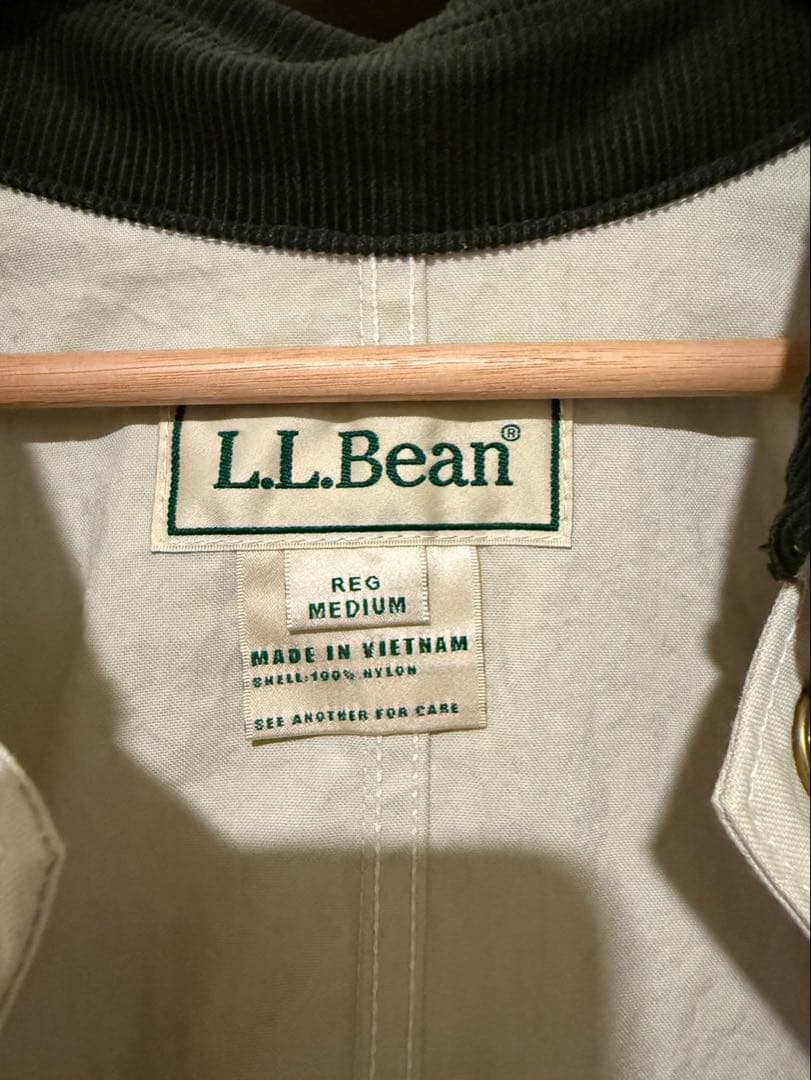 L.L.Bean®
REG
MEDIUM
MADE IN VIETNAM
SHELL:100% NYLON
SEE ANOTHER FOR CARE